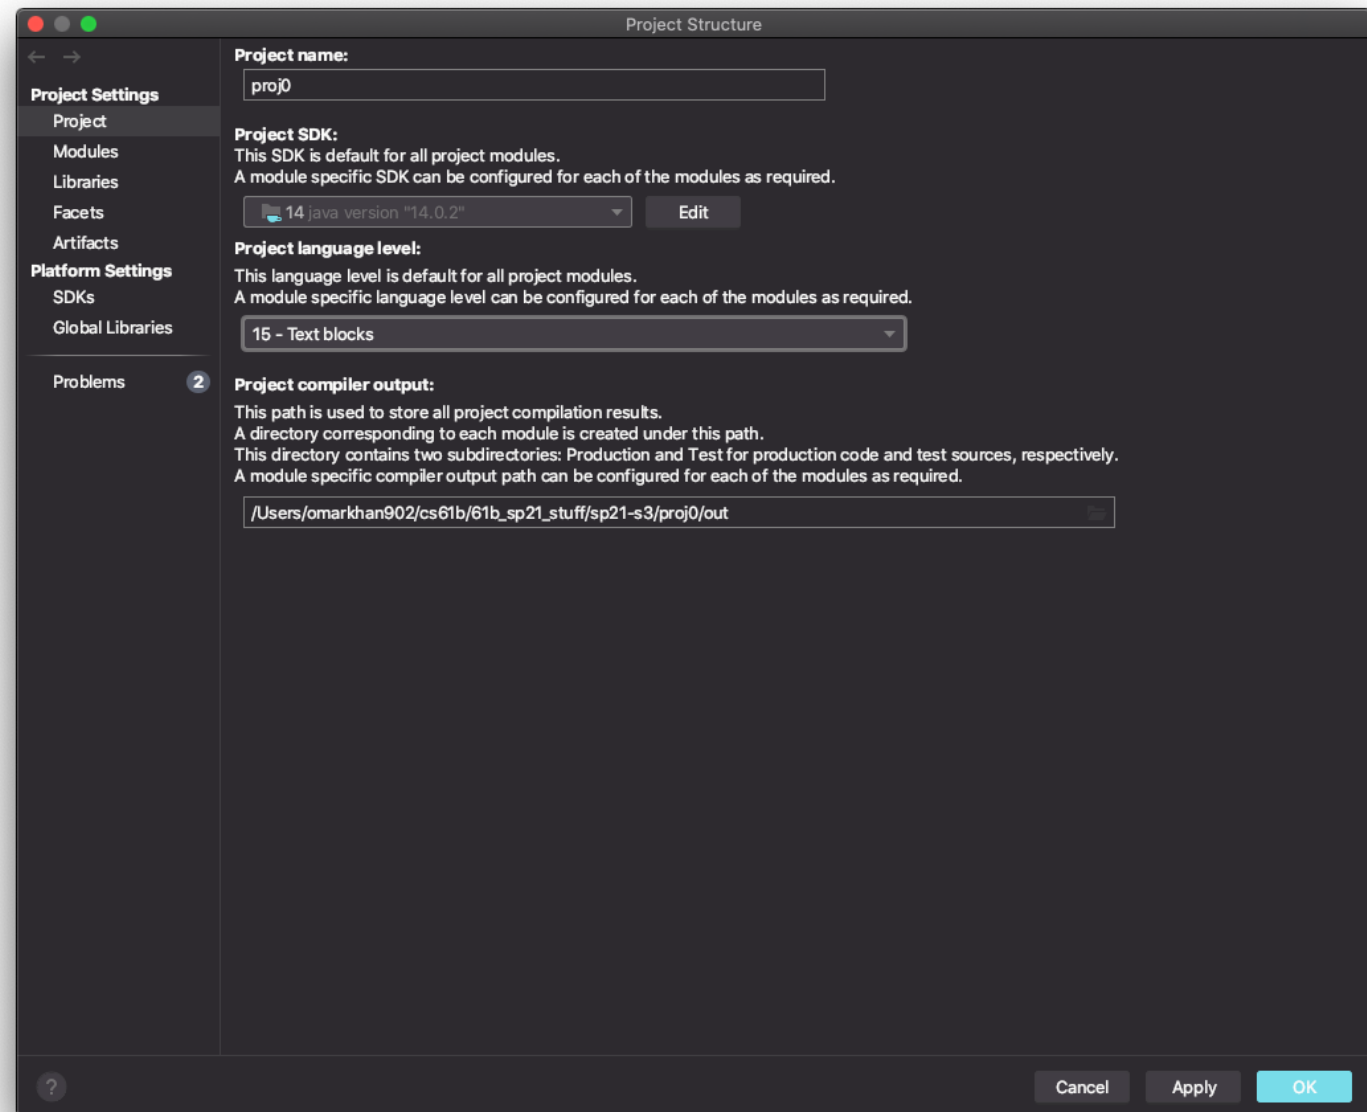 Project Structure
Project Settings
Project
Modules
Libraries
Facets
Artifacts
Platform Settings
SDKs
Global Libraries
Problems 2
Project name:
proj0
Project SDK:
This SDK is default for all project modules.
A module specific SDK can be configured for each of the modules as required.
14 java version "14.0.2" Edit
Project language level:
This language level is default for all project modules.
A module specific language level can be configured for each of the modules as required.
15 - Text blocks
Project compiler output:
This path is used to store all project compilation results.
A directory corresponding to each module is created under this path.
This directory contains two subdirectories: Production and Test for production code and test sources, respectively.
A module specific compiler output path can be configured for each of the modules as required.
/Users/omarkhan902/cs61b/61b_sp21_stuff/sp21-s3/proj0/out
? Cancel Apply OK